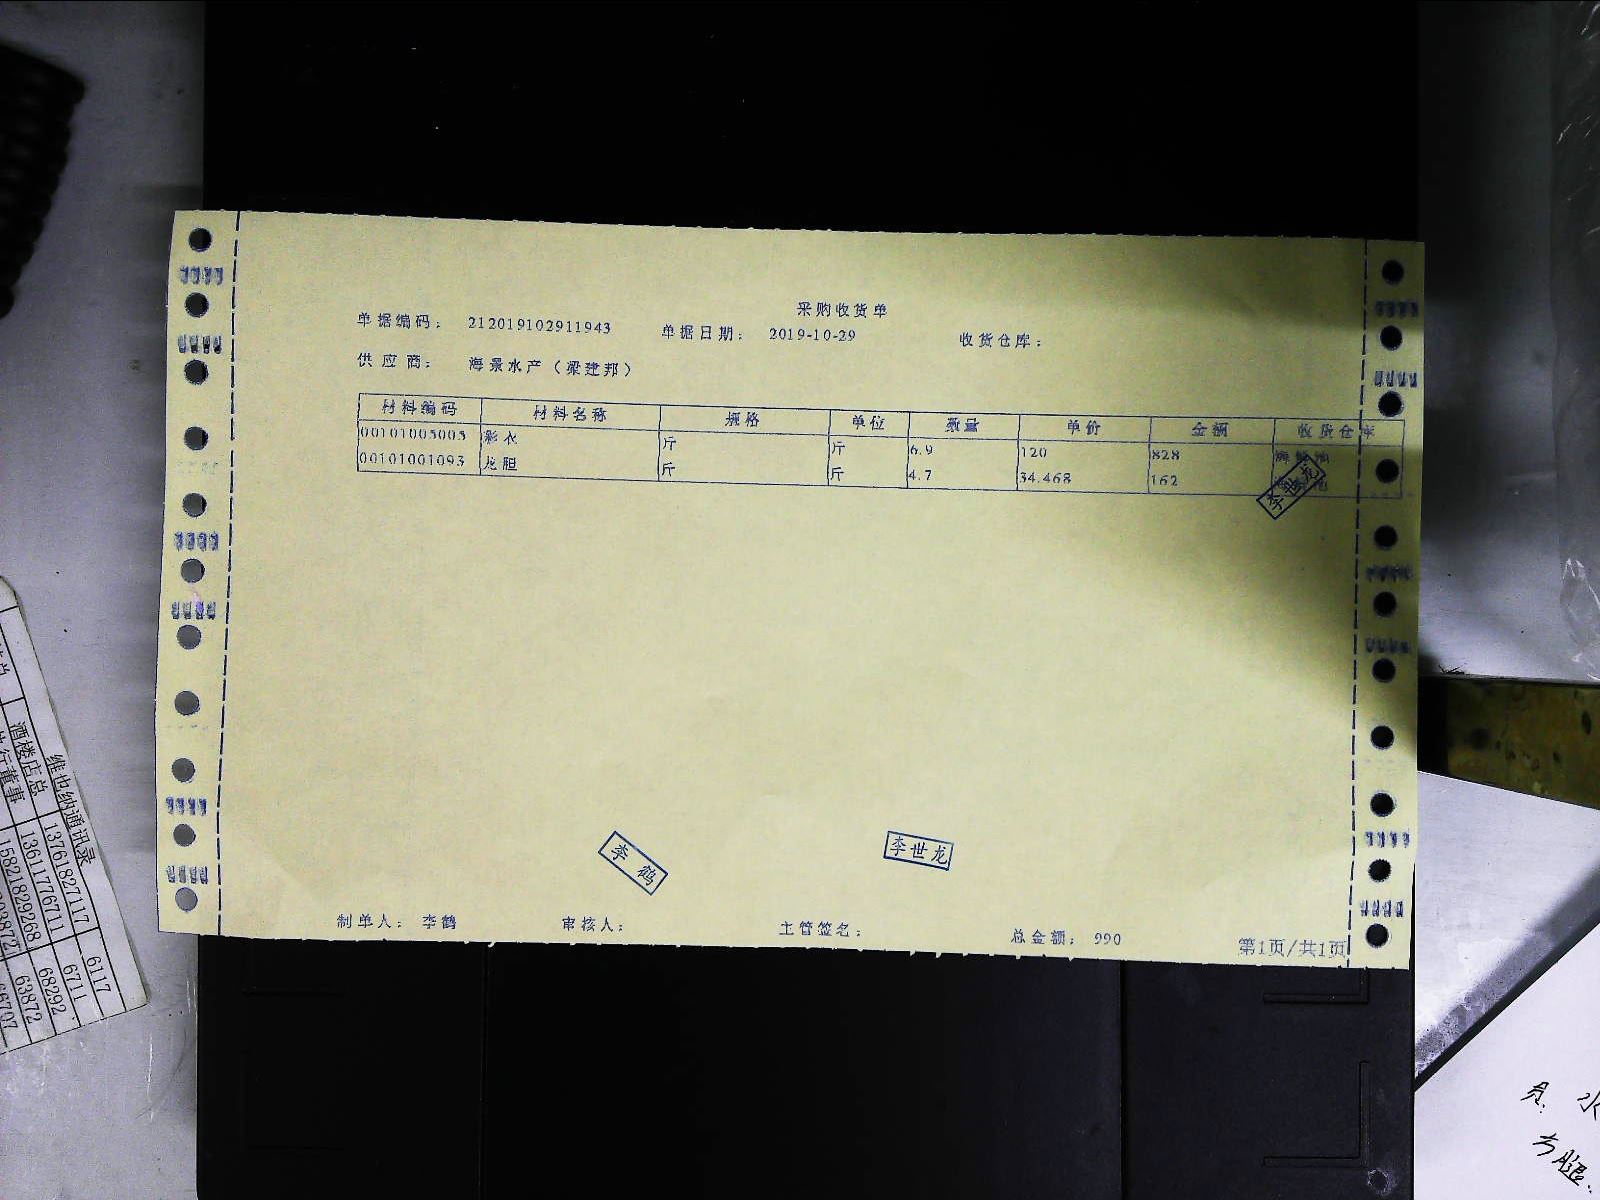 采购收货单
单据编码： 212019102911943 单据日期： 2019-10-29 收货仓库：
供应商： 海景水产（梁建邦）
材料编码 材料名称 规格 单位 数量 单价 金额 收货仓库
00101005005 彩衣 斤 斤 6.9 120 828
00101001093 龙胆 斤 斤 4.7 34.468 162
李世龙
李鹤
李世龙
制单人： 李鹤 审核人： 主管签名： 总金额： 990
第1页/共1页
维也纳通讯录
酒楼店总 13761827117 6117
13611776711 6711
15821829268 68292
63872